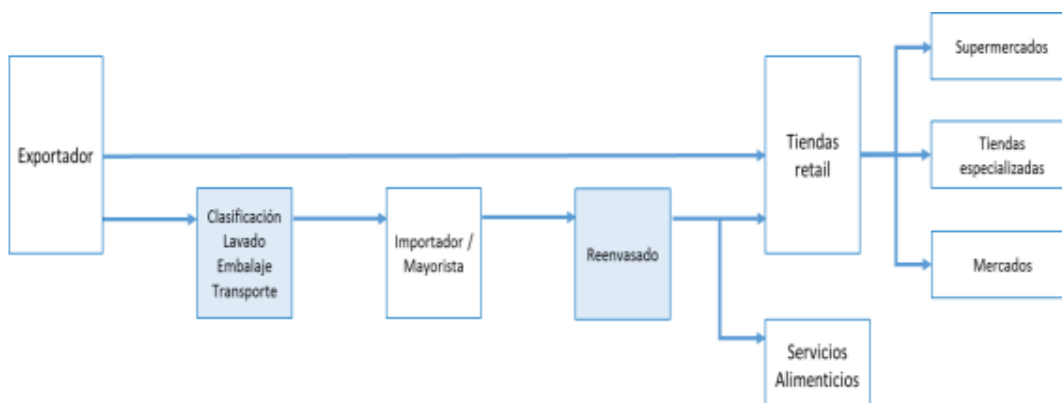 Exportador
Clasificación
Lavado
Embalaje
Transporte
Importador /
Mayorista
Reenvasado
Tiendas
retail
Servicios
Alimenticios
Supermercados
Tiendas
especializadas
Mercados